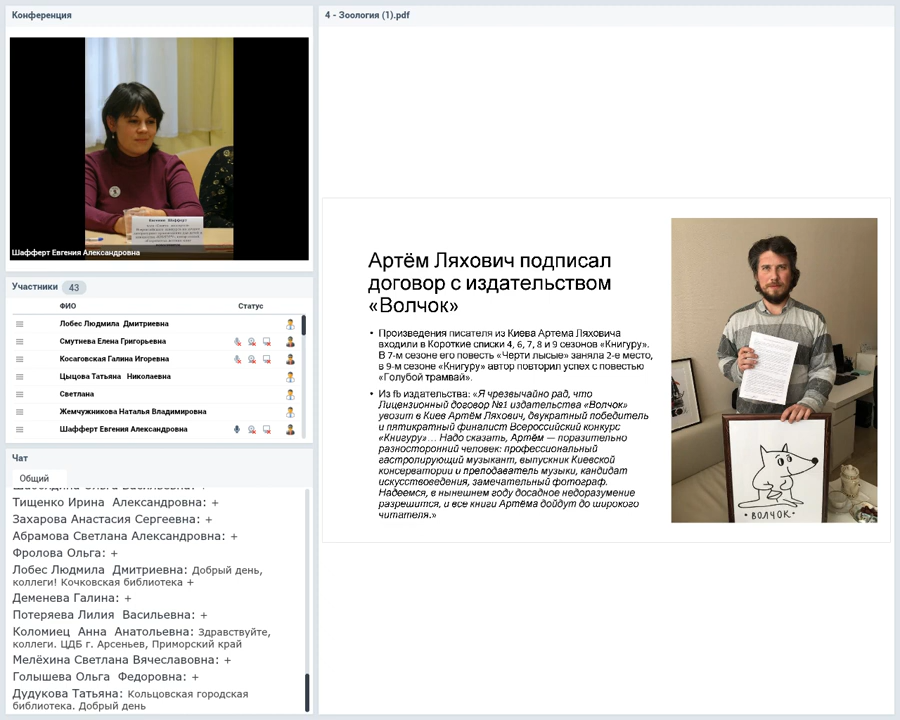 Конференция
Евгения Шафферт
Шафферт Евгения Александровна
Участники 43
ФИО Статус
Лобес Людмила Дмитриевна
Смутнева Елена Григорьевна
Косаговская Галина Игоревна
Цыцова Татьяна Николаевна
Светлана
Жемчужникова Наталья Владимировна
Шафферт Евгения Александровна
Чат
Общий
Тищенко Ирина Александровна: +
Захарова Анастасия Сергеевна: +
Абрамова Светлана Александровна: +
Фролова Ольга: +
Лобес Людмила Дмитриевна: Добрый день,
коллеги! Кочковская библиотека +
Деменева Галина: +
Потеряева Лилия Васильевна: +
Коломиец Анна Анатольевна: Здравствуйте,
коллеги. ЦДБ г. Арсеньев, Приморский край
Мелёхина Светлана Вячеславовна: +
Голышева Ольга Федоровна: +
Дудукова Татьяна: Кольцовская городская
библиотека. Добрый день
4 - Зоология (1).pdf
Артём Ляхович подписал
договор с издательством
«Волчок»
• Произведения писателя из Киева Артема Ляховича
входили в Короткие списки 4, 6, 7, 8 и 9 сезонов «Книгуру».
В 7-м сезоне его повесть «Черти лысые» заняла 2-е место,
в 9-м сезоне «Книгуру» автор повторил успех с повестью
«Голубой трамвай».
• Из fb издательства: «Я чрезвычайно рад, что
Лицензионный договор №1 издательства «Волчок»
увозит в Киев Артём Ляхович, двукратный победитель
и пятикратный финалист Всероссийский конкурс
«Книгуру»… Надо сказать, Артём — поразительно
разносторонний человек: профессиональный
гастролирующий музыкант, выпускник Киевской
консерватории и преподаватель музыки, кандидат
искусствоведения, замечательный фотограф.
Надеемся, в нынешнем году досадное недоразумение
разрешится, и все книги Артёма дойдут до широкого
читателя.»
• ВОЛЧОК •